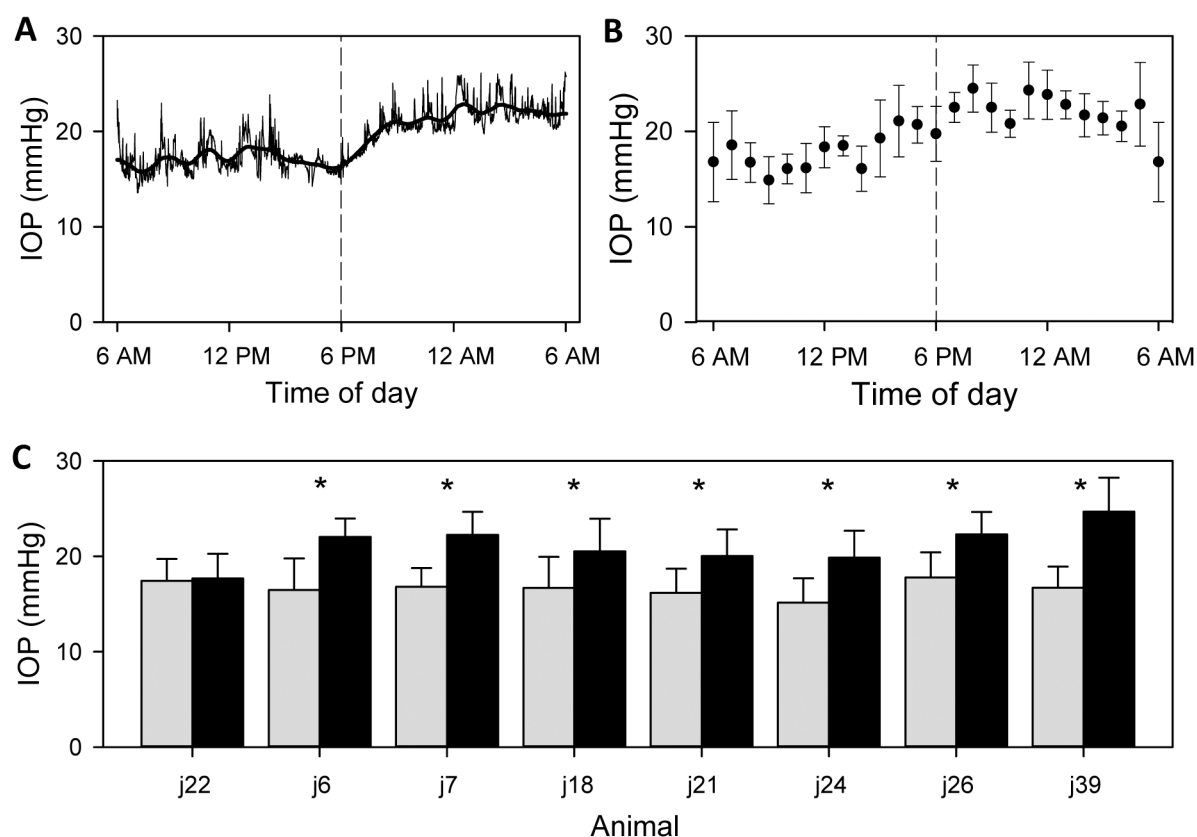 A
B
30
20
10
0
IOP (mmHg)
6 AM 12 PM 6 PM 12 AM 6 AM
Time of day
30
20
10
0
IOP (mmHg)
6 AM 12 PM 6 PM 12 AM 6 AM
Time of day
C
30
20
10
0
IOP (mmHg)
* * * * * * *
j22 j6 j7 j18 j21 j24 j26 j39
Animal